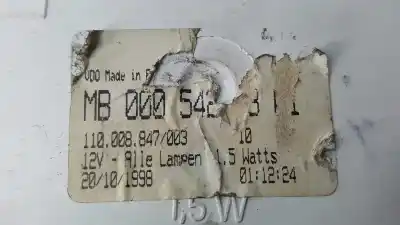 VDO Made in
MB 000 542
110.008.847/003 10
12V - Alle Lampen 1,5 Watts
20/10/1998 01:12:24
1,5 W